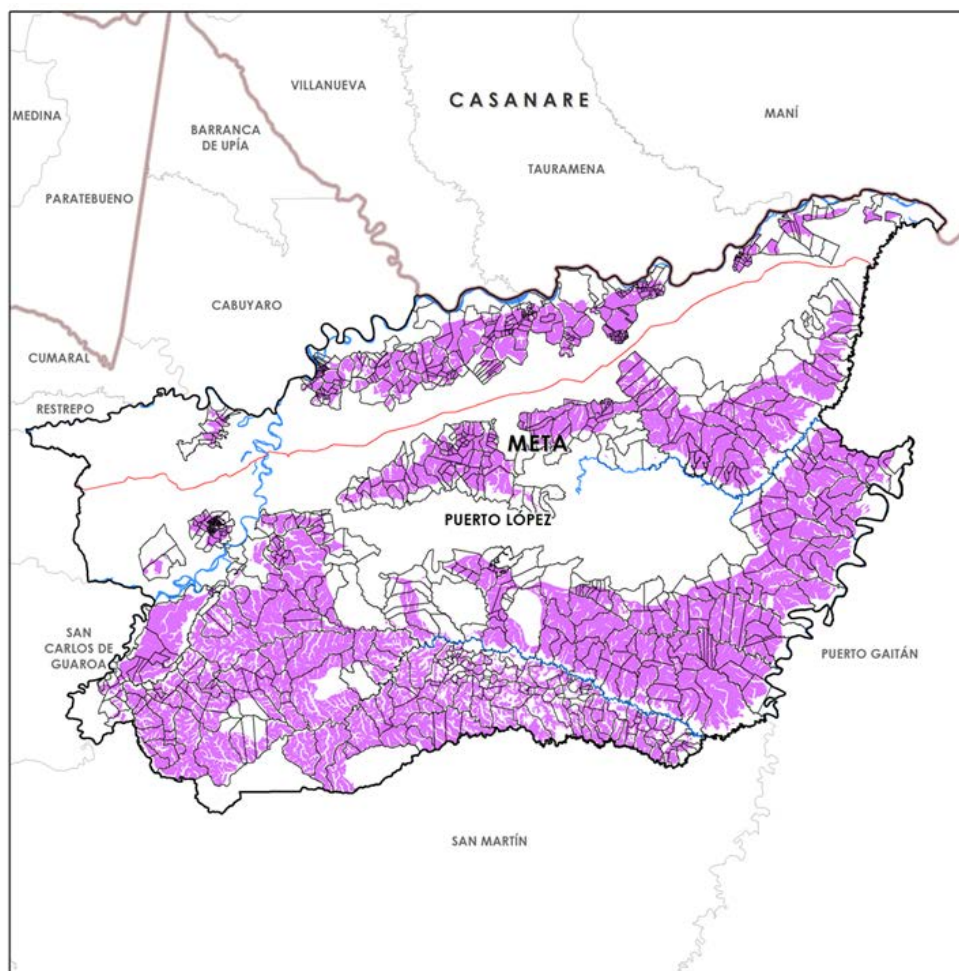 VILLANUEVA
CASANARE
MEDINA
MANÍ
BARRANCA
DE UPÍA
TAURAMENA
PARATEBUENO
CABUYARO
CUMARAL
RESTREPO
META
PUERTO LÓPEZ
SAN
CARLOS DE
GUAROA
PUERTO GAITÁN
SAN MARTÍN